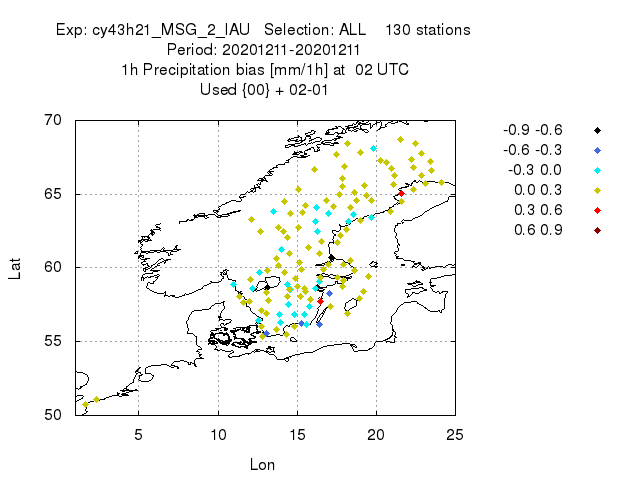 Exp: cy43h21_MSG_2_IAU   Selection: ALL    130 stations
Period: 20201211-20201211
1h Precipitation bias [mm/1h] at  02 UTC
Used {00} + 02-01
-0.9 -0.6
-0.6 -0.3
-0.3 0.0
0.0 0.3
0.3 0.6
0.6 0.9
70
65
60
55
50
Lat
5 10 15 20 25
Lon